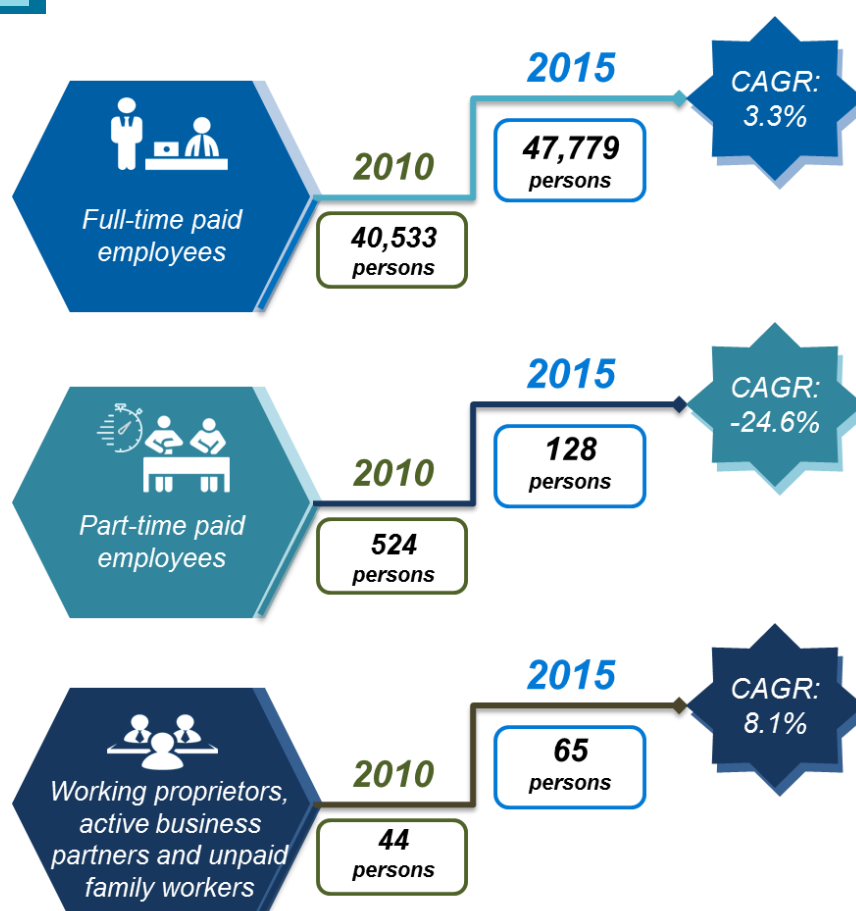 Full-time paid
employees
2010
40,533
persons
2015
47,779
persons
CAGR:
3.3%
Part-time paid
employees
2010
524
persons
2015
128
persons
CAGR:
-24.6%
Working proprietors,
active business
partners and unpaid
family workers
2010
44
persons
2015
65
persons
CAGR:
8.1%